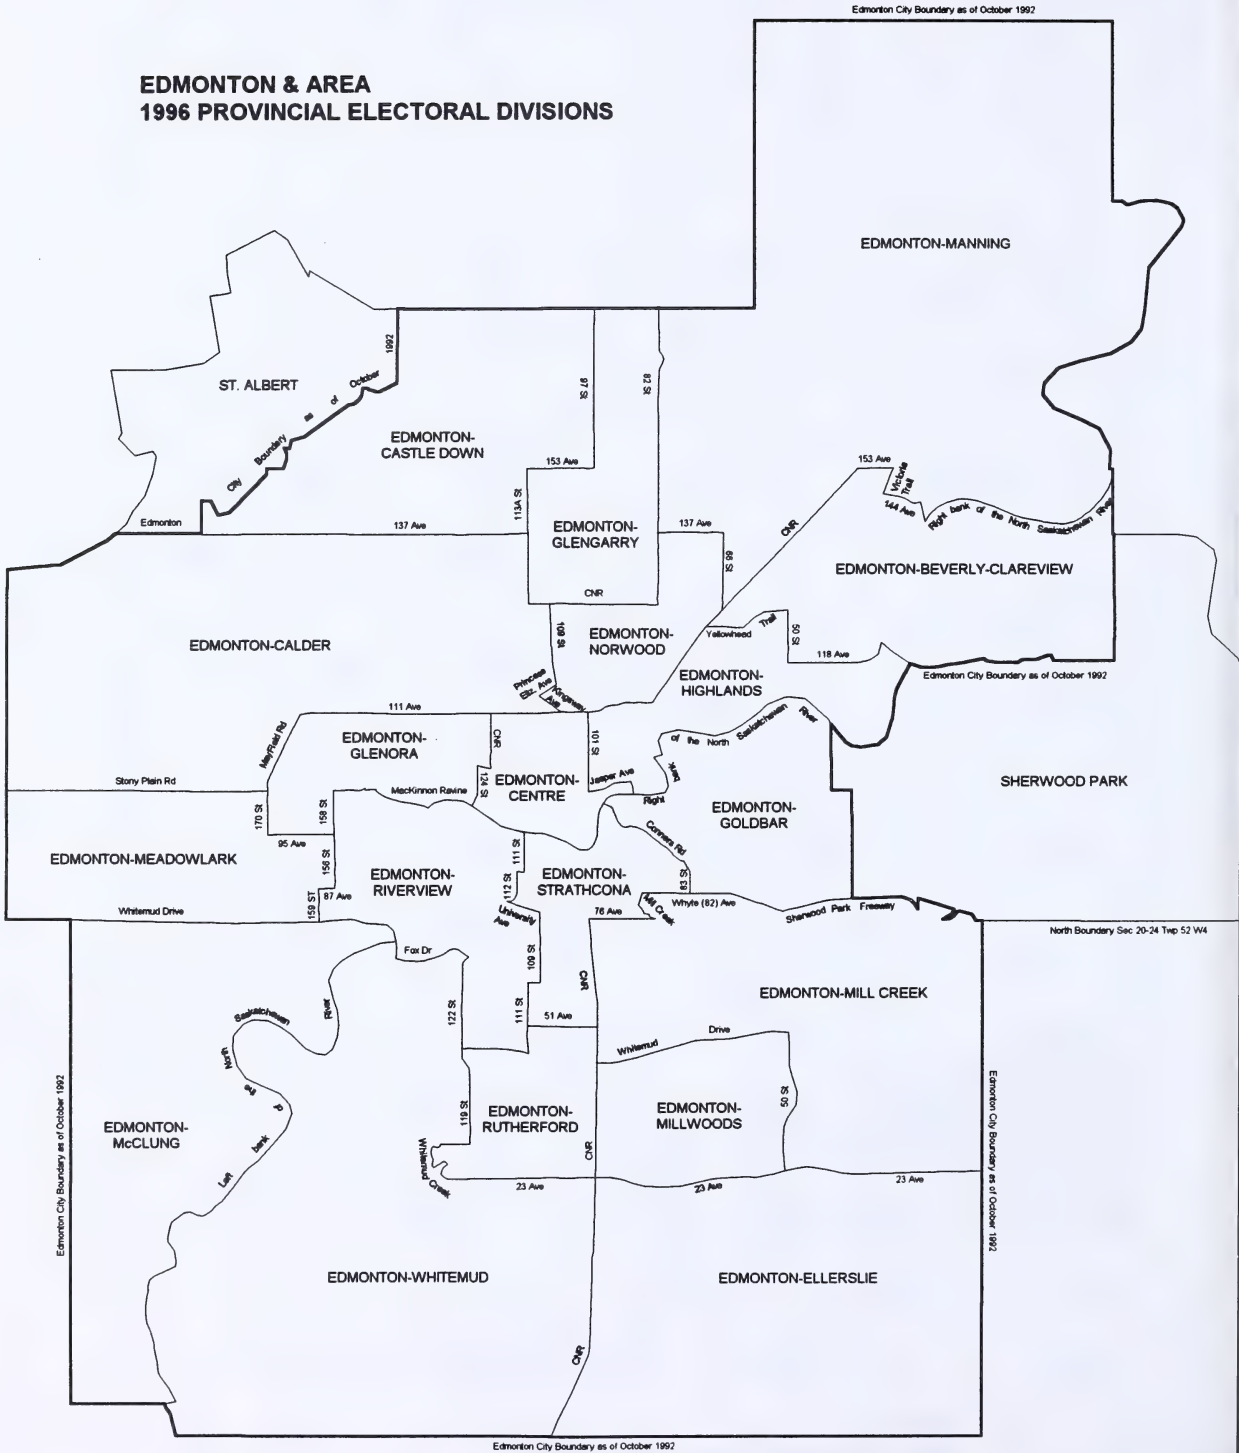 Edmonton City Boundary as of October 1992
EDMONTON & AREA
1996 PROVINCIAL ELECTORAL DIVISIONS
EDMONTON-MANNING
1992
ST. ALBERT
City Boundary as of October
97 St
82 St
EDMONTON-
CASTLE DOWN
153 Ave
153 Ave
Victoria
Trail
144 Ave
Right bank of the North Saskatchewan River
113A St
Edmonton
137 Ave
EDMONTON-
GLENGARRY
137 Ave
CNR
66 St
EDMONTON-BEVERLY-CLAREVIEW
CNR
EDMONTON-CALDER
109 St
EDMONTON-
NORWOOD
Yellowhead Trail
50 St
118 Ave
Edmonton City Boundary as of October 1992
EDMONTON-
HIGHLANDS
Princess
Eliz. Ave
Kingsway
Ave
111 Ave
MayField Rd
EDMONTON-
GLENORA
CNR
101 St
Right bank of the North Saskatchewan River
Stony Plain Rd
MacKinnon Ravine
124 St
EDMONTON-
CENTRE
Jasper Ave
SHERWOOD PARK
170 St
158 St
EDMONTON-
GOLDBAR
95 Ave
156 St
111 St
Conners Rd
EDMONTON-MEADOWLARK
EDMONTON-
RIVERVIEW
EDMONTON-
STRATHCONA
83 St
112 St
159 ST
87 Ave
Whitemud Drive
University
Ave
76 Ave
Mill Creek
Whyte (82) Ave
Sherwood Park Freeway
North Boundary Sec 20-24 Twp 52 W4
Fox Dr
109 St
CNR
EDMONTON-MILL CREEK
122 St
111 St
51 Ave
Whitemud Drive
Left bank of the North Saskatchewan River
50 St
EDMONTON-
McCLUNG
119 St
EDMONTON-
RUTHERFORD
EDMONTON-
MILLWOODS
CNR
Whitemud Creek
23 Ave
23 Ave
23 Ave
Edmonton City Boundary as of October 1992
Edmonton City Boundary as of October 1992
EDMONTON-WHITEMUD
EDMONTON-ELLERSLIE
CNR
Edmonton City Boundary as of October 1992